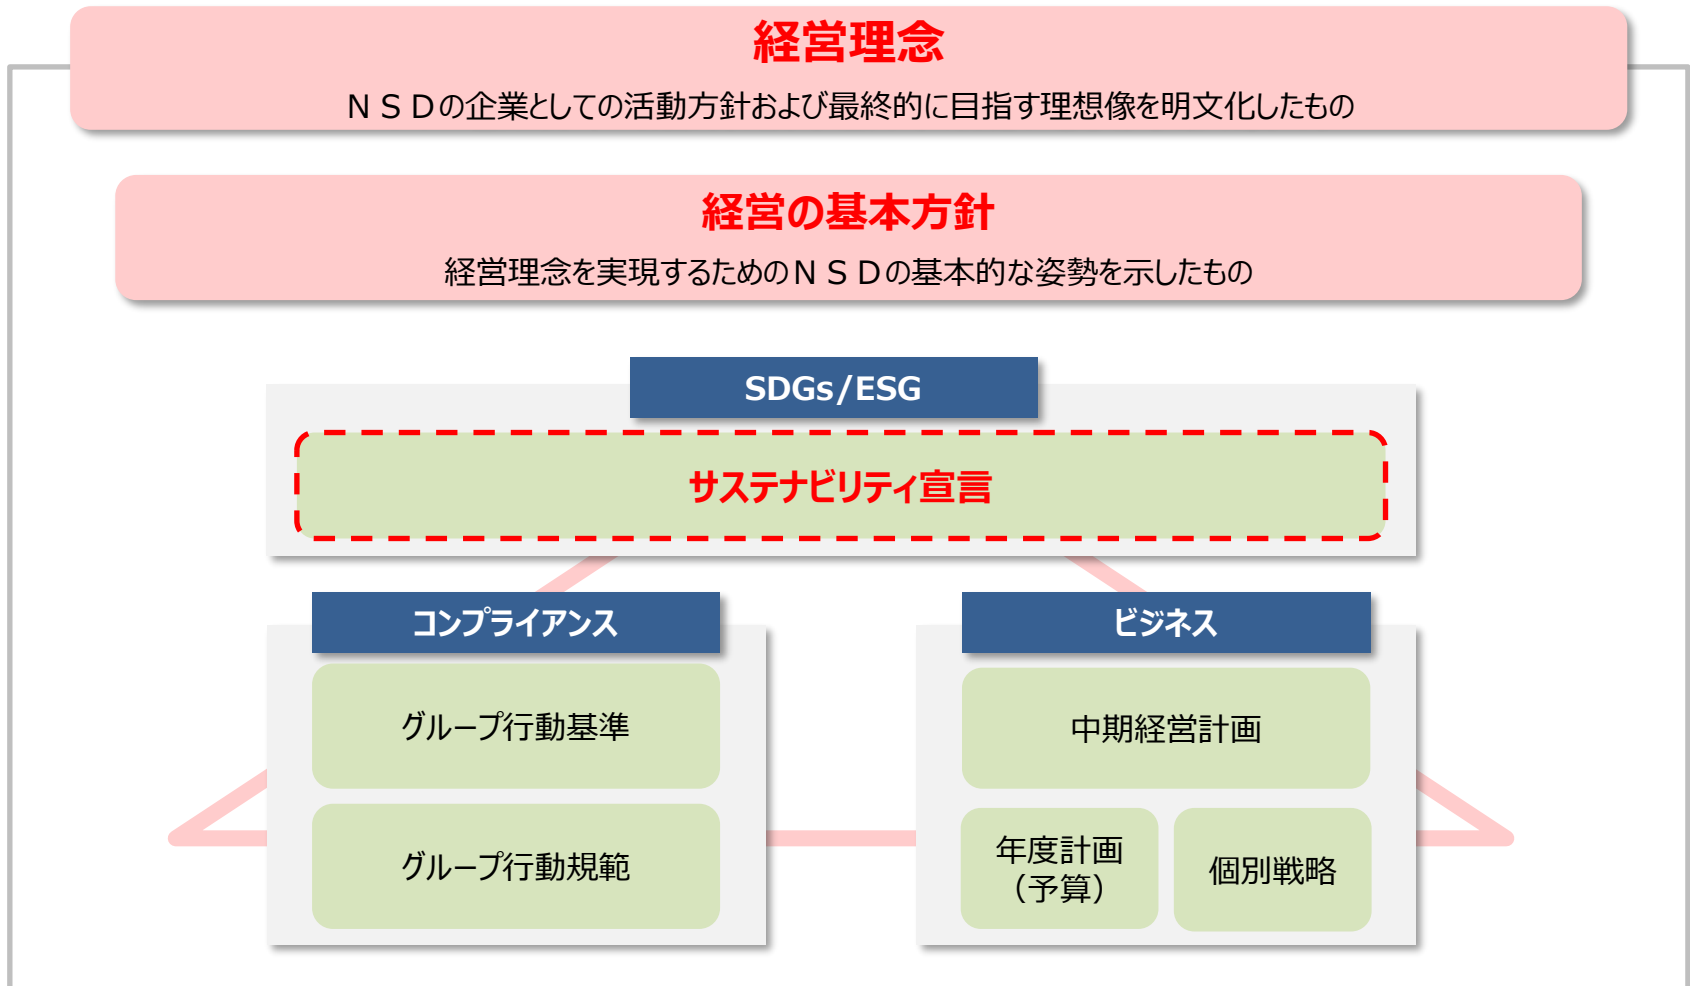 経営理念
ＮＳＤの企業としての活動方針および最終的に目指す理想像を明文化したもの
経営の基本方針
経営理念を実現するためのＮＳＤの基本的な姿勢を示したもの
SDGs/ESG
サステナビリティ宣言
コンプライアンス
グループ行動基準
グループ行動規範
ビジネス
中期経営計画
年度計画
（予算）
個別戦略